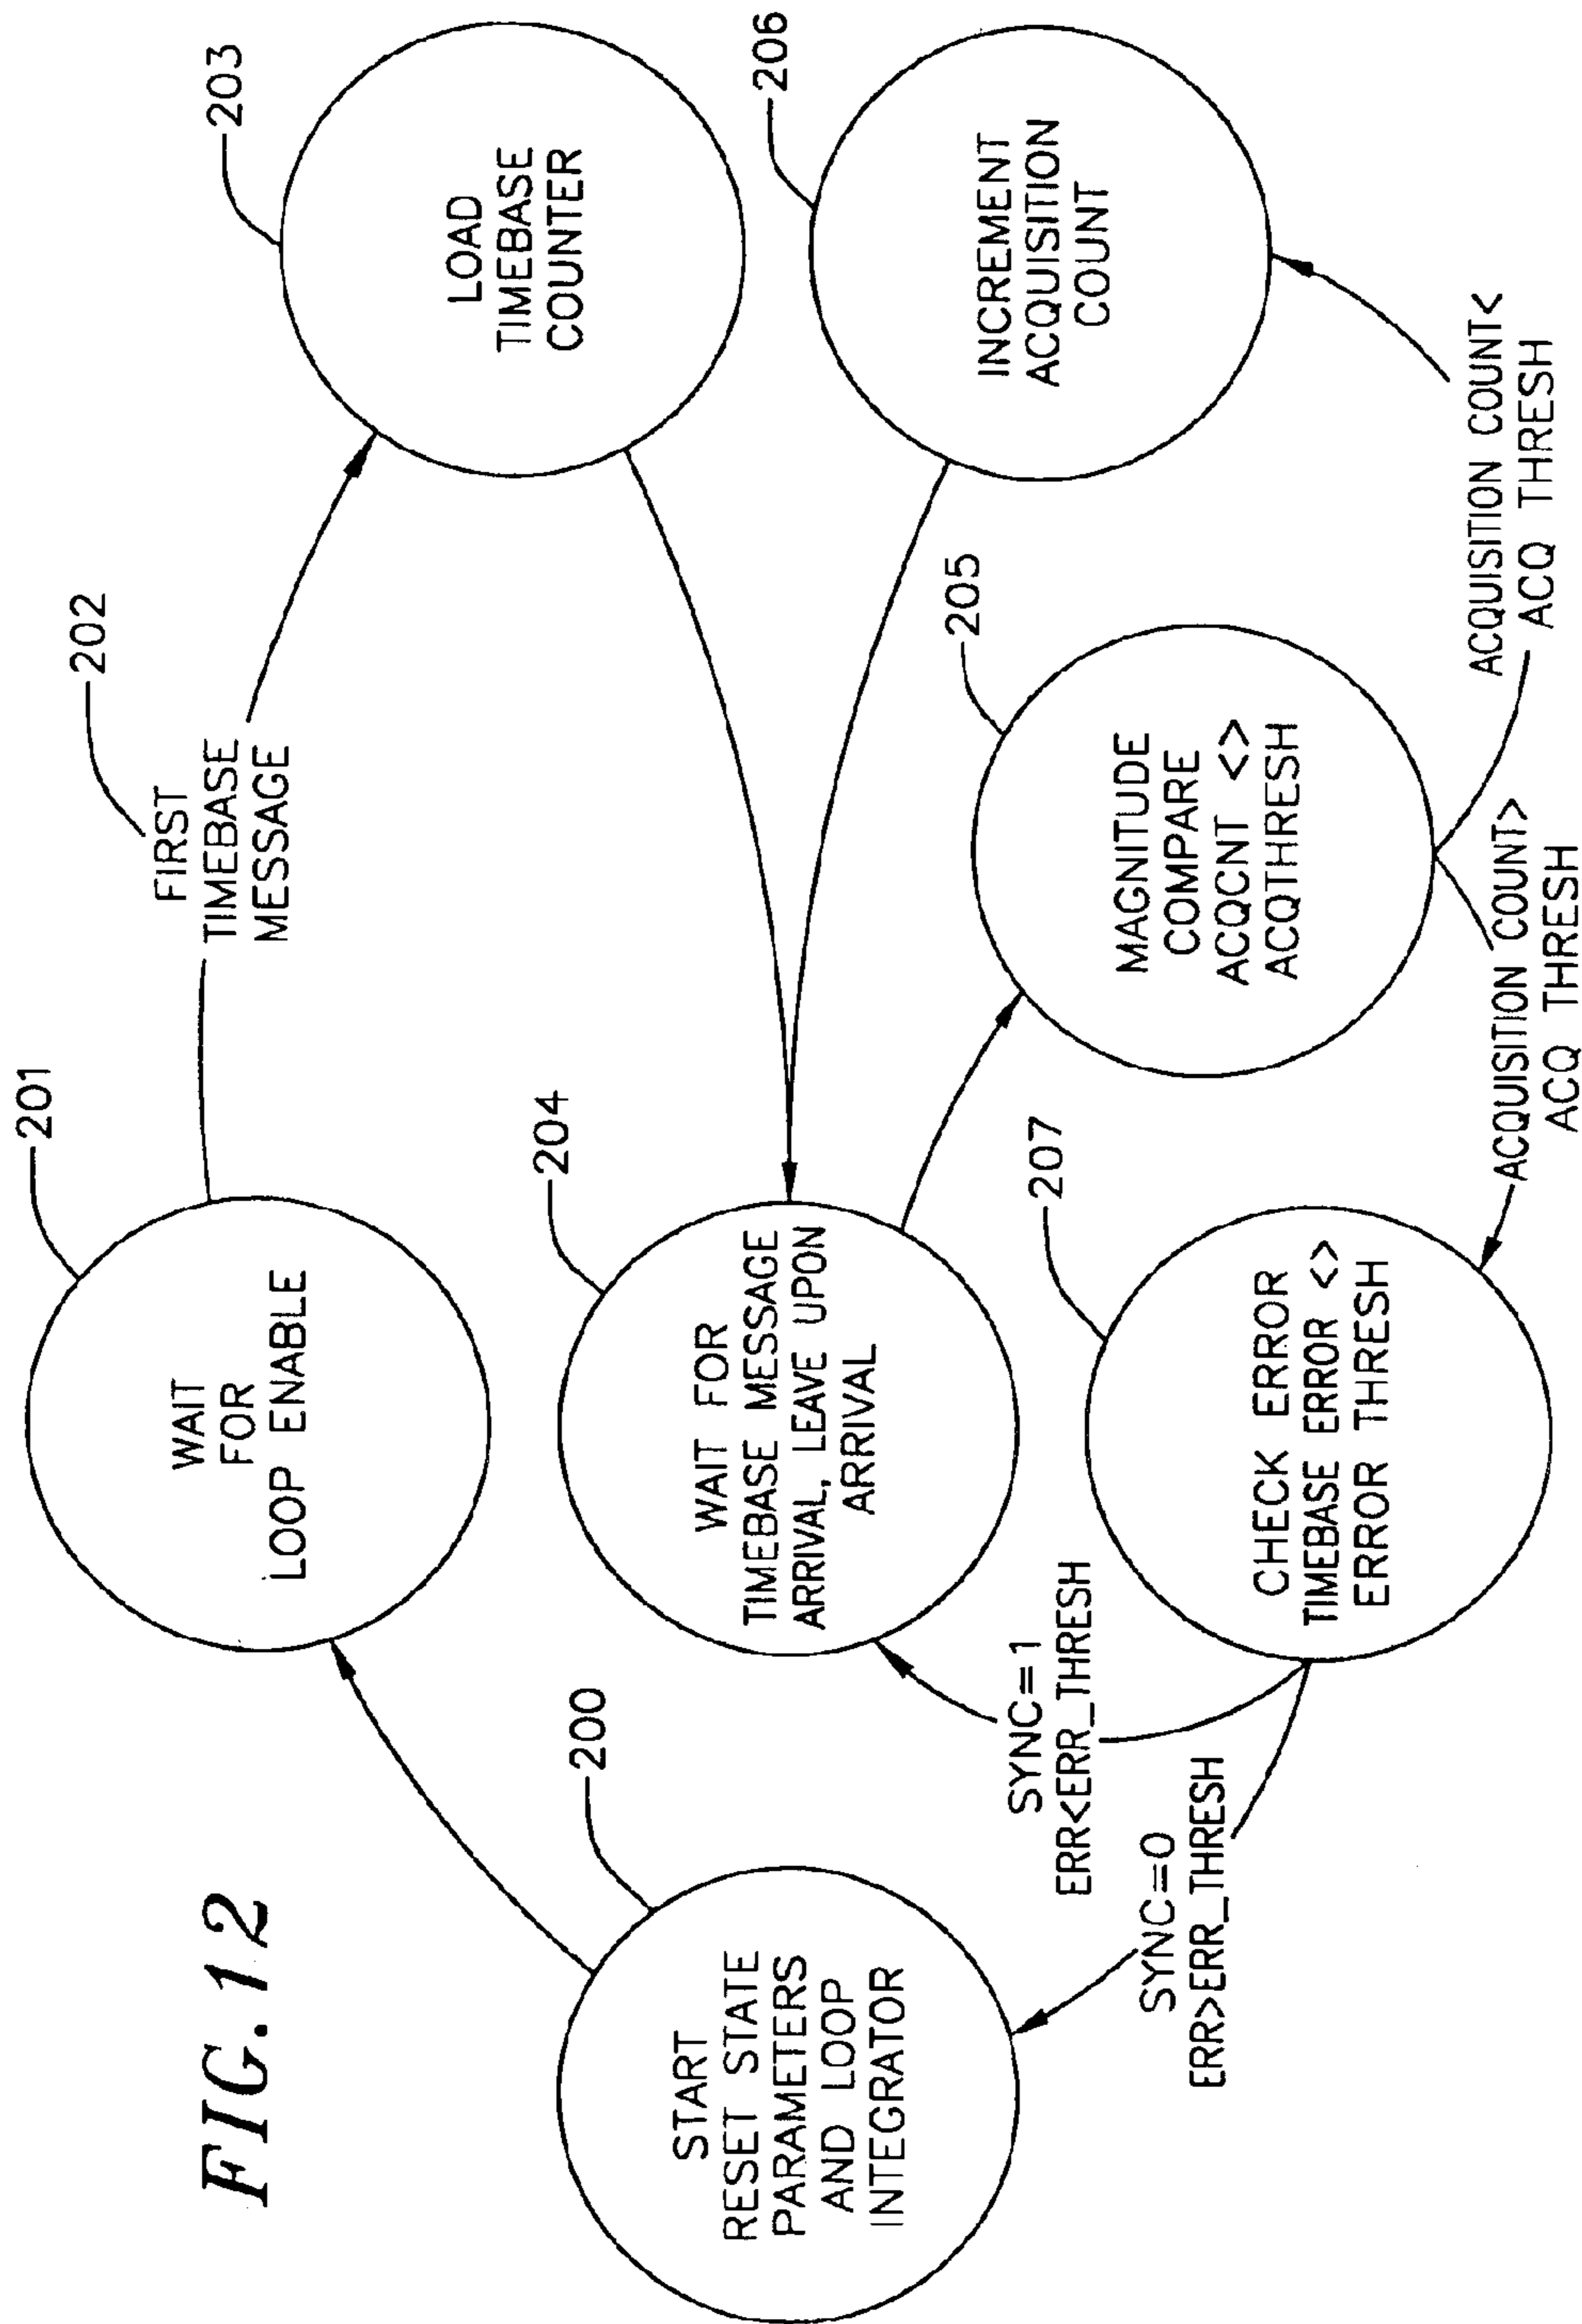 FIG. 12
201
WAIT
FOR
LOOP ENABLE
202
FIRST
TIMEBASE
MESSAGE
203
LOAD
TIMEBASE
COUNTER
200
START
RESET STATE
PARAMETERS
AND LOOP
INTEGRATOR
204
WAIT FOR
TIMEBASE MESSAGE
ARRIVAL, LEAVE UPON
ARRIVAL
206
INCREMENT
ACQUISITION
COUNT
205
MAGNITUDE
COMPARE
ACQCNT <>
ACQTHRESH
SYNC=1
ERR<ERR_THRESH
SYNC=0
ERR>ERR_THRESH
207
CHECK ERROR
TIMEBASE ERROR <>
ERROR THRESH
ACQUISITION COUNT>
ACQ THRESH
ACQUISITION COUNT<
ACQ THRESH